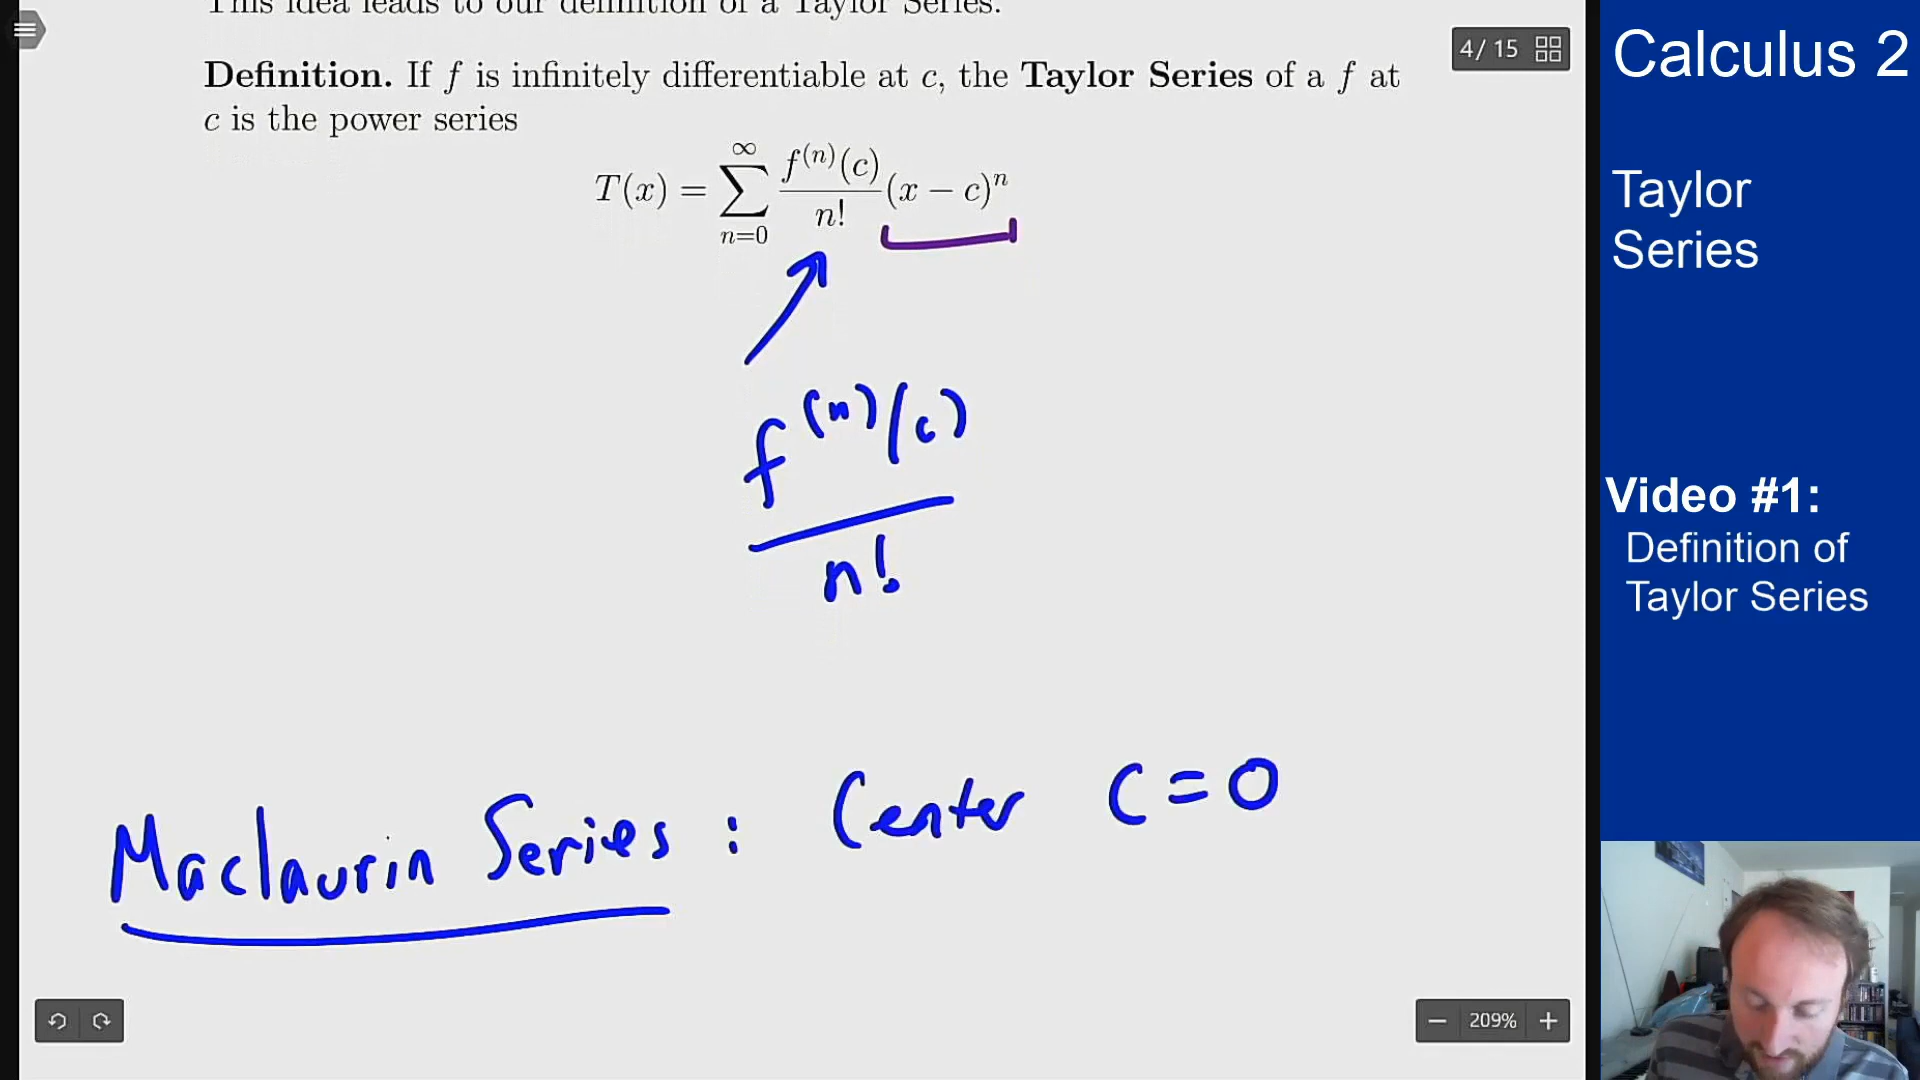 This idea leads to our definition of a Taylor Series.
4/ 15
Definition. If f is infinitely differentiable at c, the Taylor Series of a f at
c is the power series
T(x) = ∑_{n=0}^{∞} \frac{f^{(n)}(c)}{n!}(x − c)^n
f^{(n)}(c)
n!
Maclaurin Series : Center c = 0
209%
Calculus 2
Taylor
Series
Video #1:
Definition of
Taylor Series